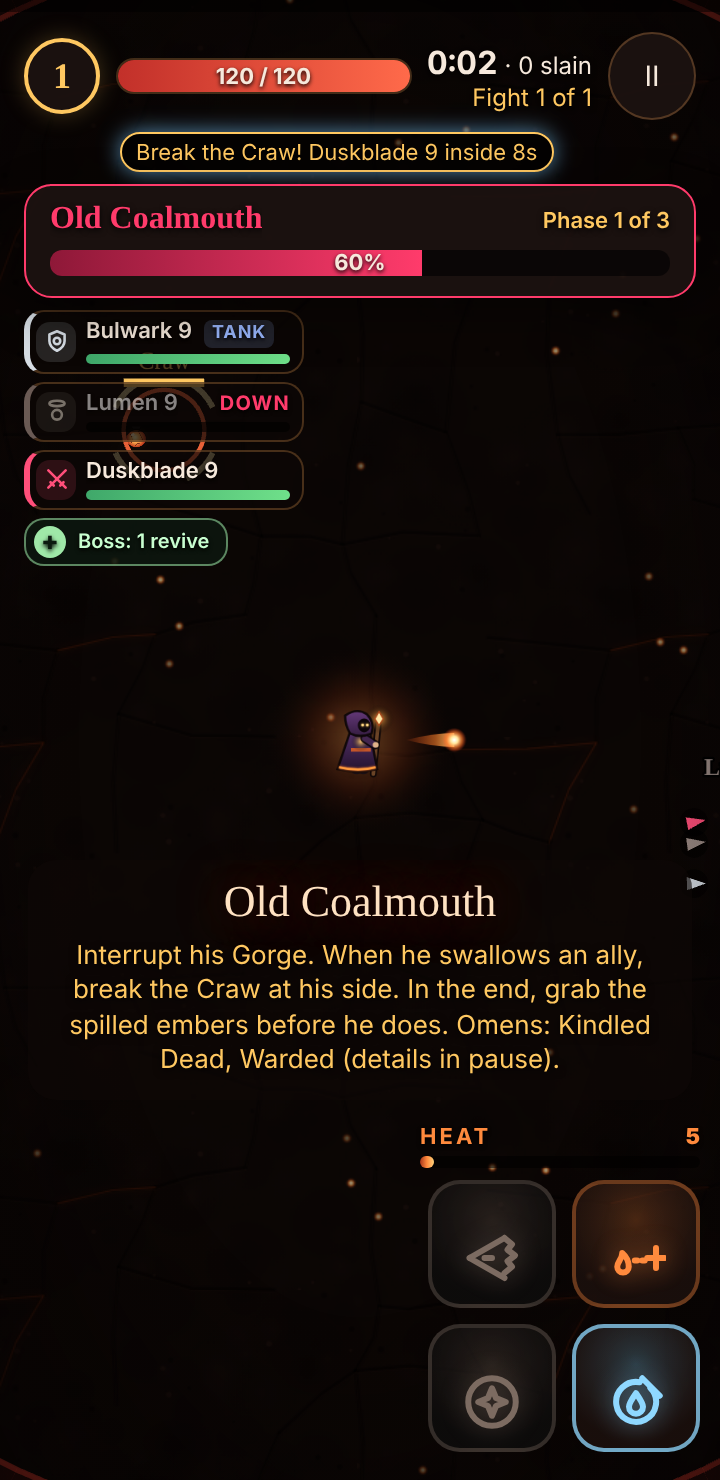 1
120 / 120
0:02 · 0 slain
Fight 1 of 1
Break the Craw! Duskblade 9 inside 8s
Old Coalmouth
Phase 1 of 3
60%
Bulwark 9 TANK
Craw
Lumen 9 DOWN
Duskblade 9
Boss: 1 revive
L
Old Coalmouth
Interrupt his Gorge. When he swallows an ally,
break the Craw at his side. In the end, grab the
spilled embers before he does. Omens: Kindled
Dead, Warded (details in pause).
HEAT 5